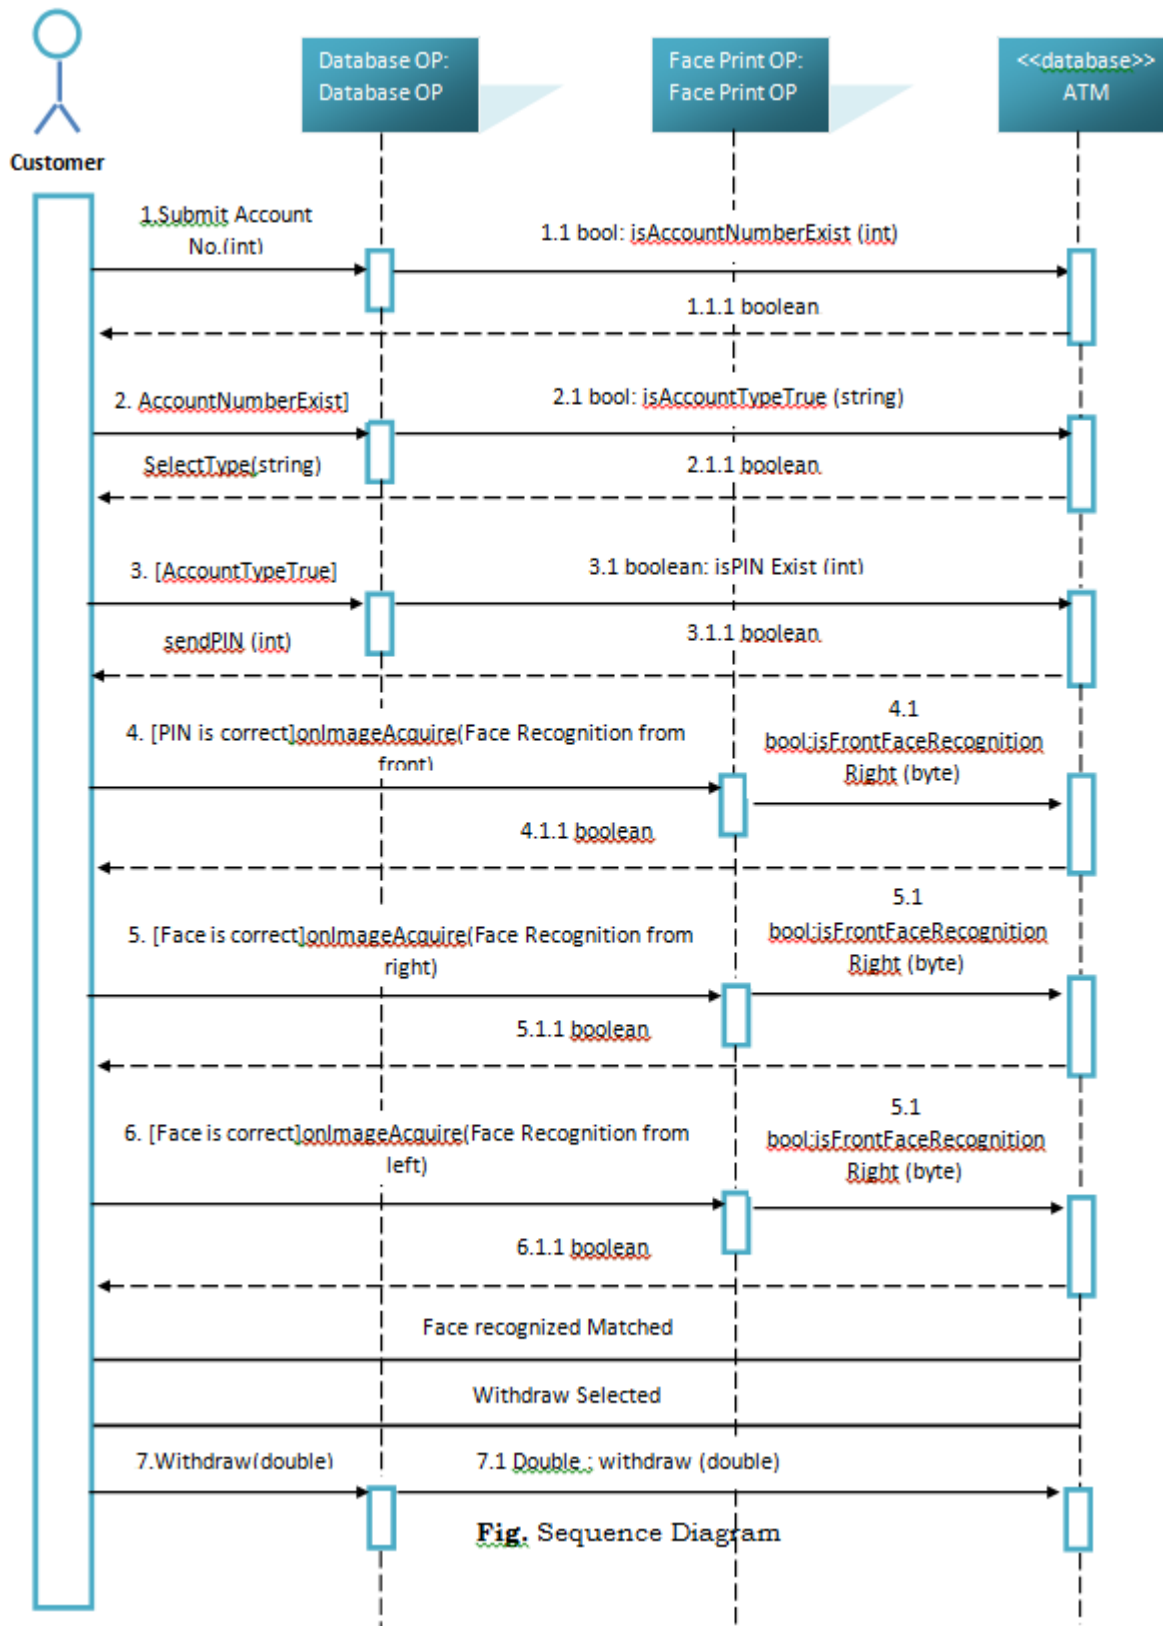 Database OP:
Database OP
Face Print OP:
Face Print OP
<<database>>
ATM
Customer
1.Submit Account
No.(int)
1.1 bool: isAccountNumberExist (int)
1.1.1 boolean
2. AccountNumberExist]
2.1 bool: isAccountTypeTrue (string)
SelectType(string)
2.1.1 boolean
3. [AccountTypeTrue]
3.1 boolean: isPIN Exist (int)
sendPIN (int)
3.1.1 boolean
4. [PIN is correct]onImageAcquire(Face Recognition from
front)
4.1
bool:isFrontFaceRecognition
Right (byte)
4.1.1 boolean
5. [Face is correct]onImageAcquire(Face Recognition from
right)
5.1
bool:isFrontFaceRecognition
Right (byte)
5.1.1 boolean
6. [Face is correct]onImageAcquire(Face Recognition from
left)
5.1
bool:isFrontFaceRecognition
Right (byte)
6.1.1 boolean
Face recognized Matched
Withdraw Selected
7.Withdraw(double)
7.1 Double : withdraw (double)
Fig. Sequence Diagram